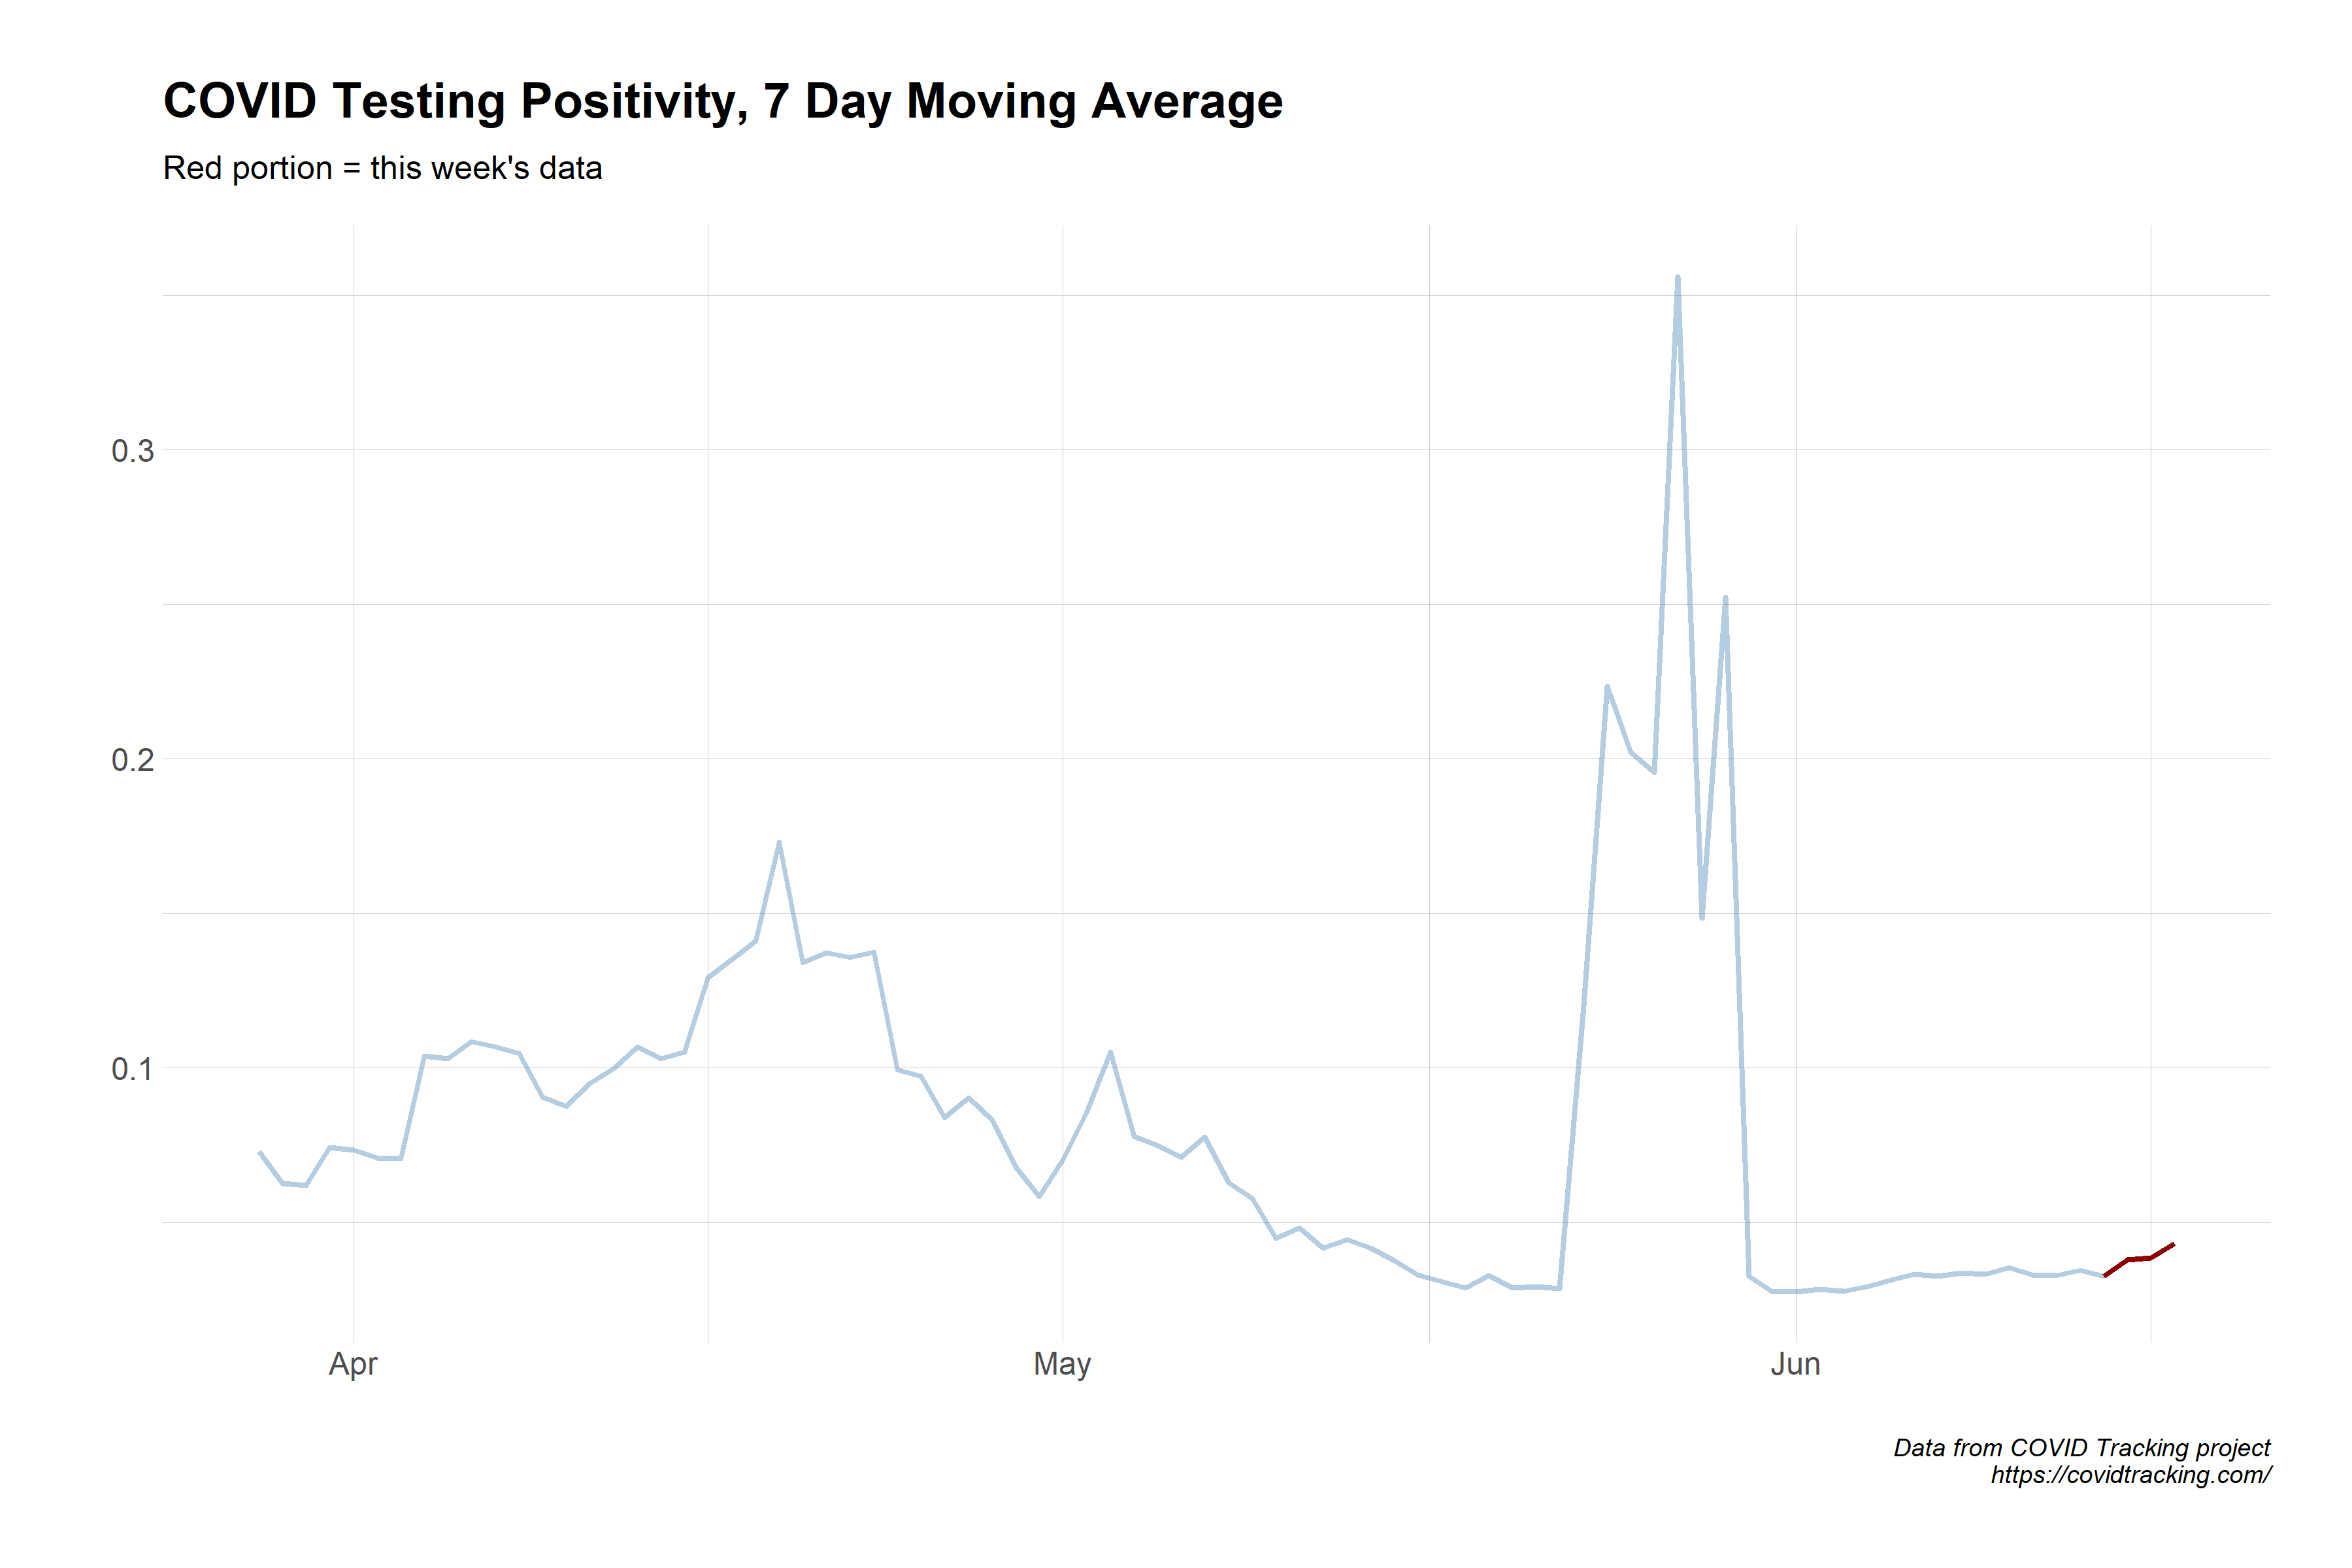 COVID Testing Positivity, 7 Day Moving Average
Red portion = this week's data
0.3
0.2
0.1
Apr
May
Jun
Data from COVID Tracking project
https://covidtracking.com/